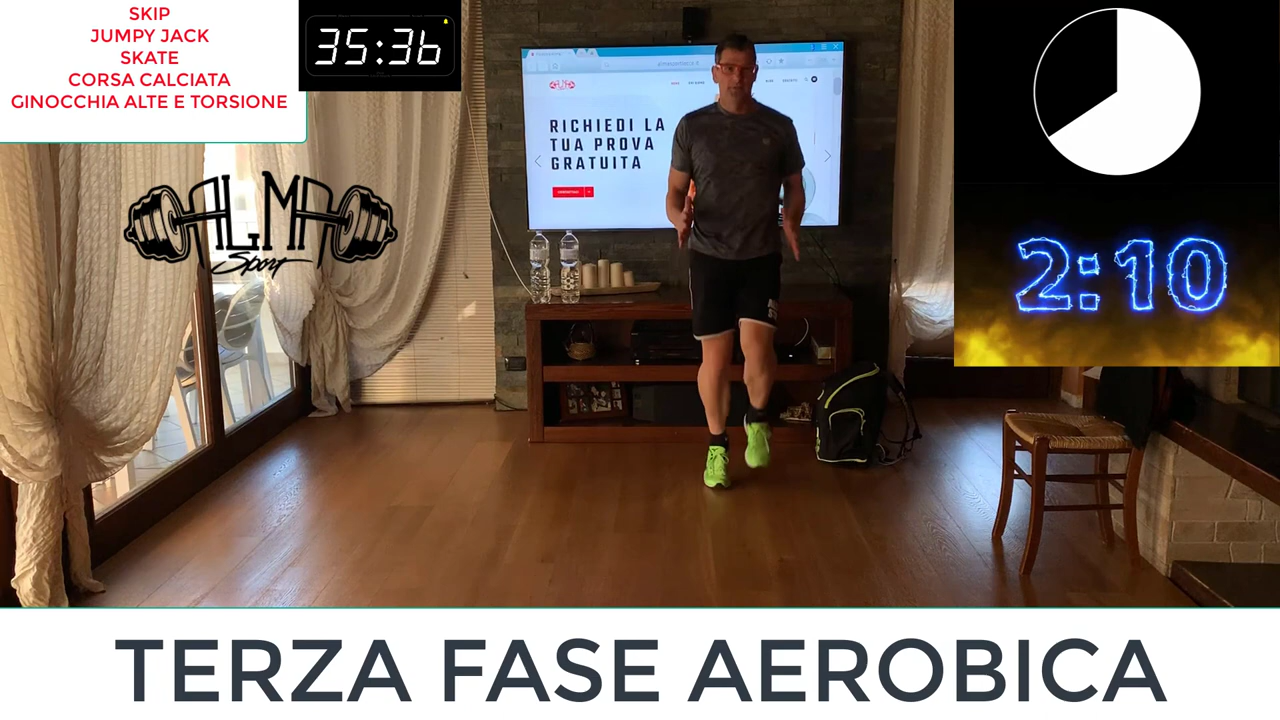 SKIP
JUMPY JACK
SKATE
CORSA CALCIATA
GINOCCHIA ALTE E TORSIONE
35:36
ALMA
Sport
RICHIEDI LA
TUA PROVA
GRATUITA
2:10
TERZA FASE AEROBICA